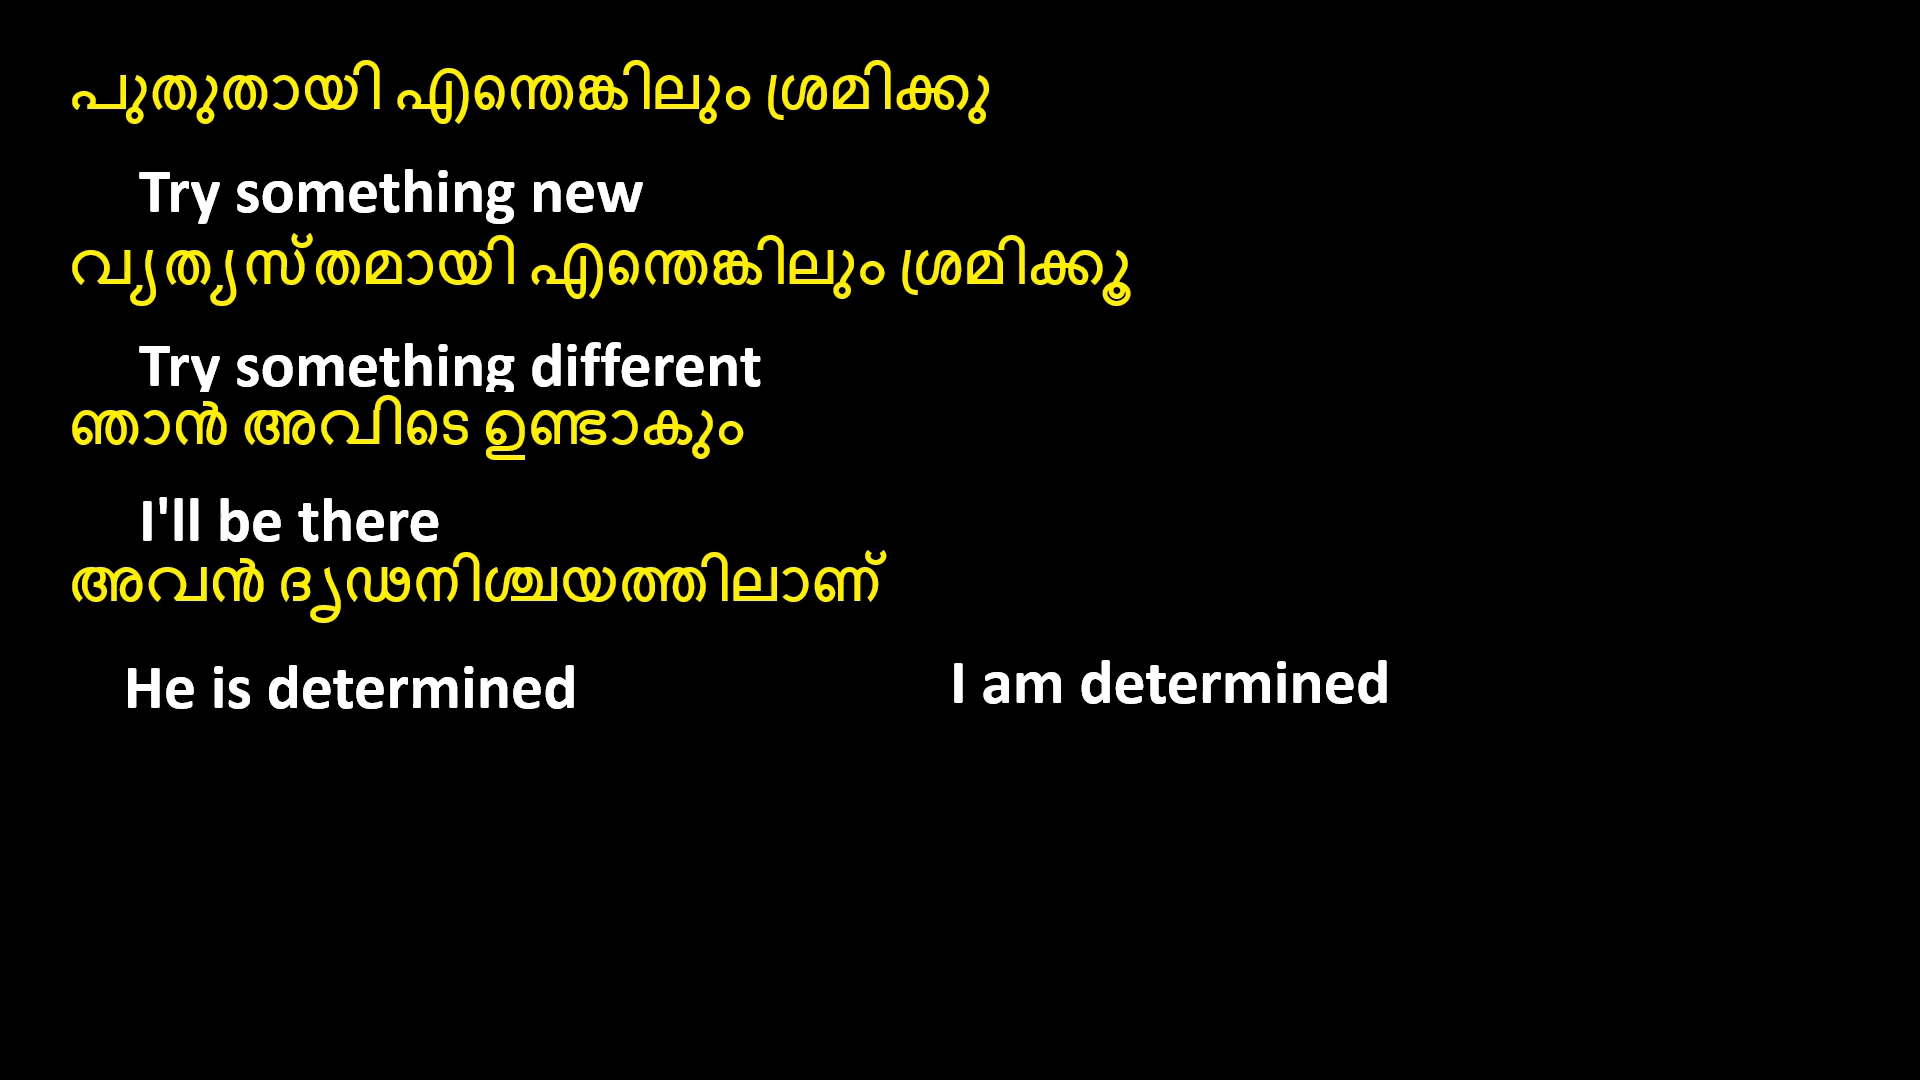 പുതുതായി എന്തെങ്കിലും ശ്രമിക്കു
Try something new
വ്യത്യസ്തമായി എന്തെങ്കിലും ശ്രമിക്കൂ
Try something different
ഞാൻ അവിടെ ഉണ്ടാകും
I'll be there
അവൻ ദൃഢനിശ്ചയത്തിലാണ്
He is determined I am determined